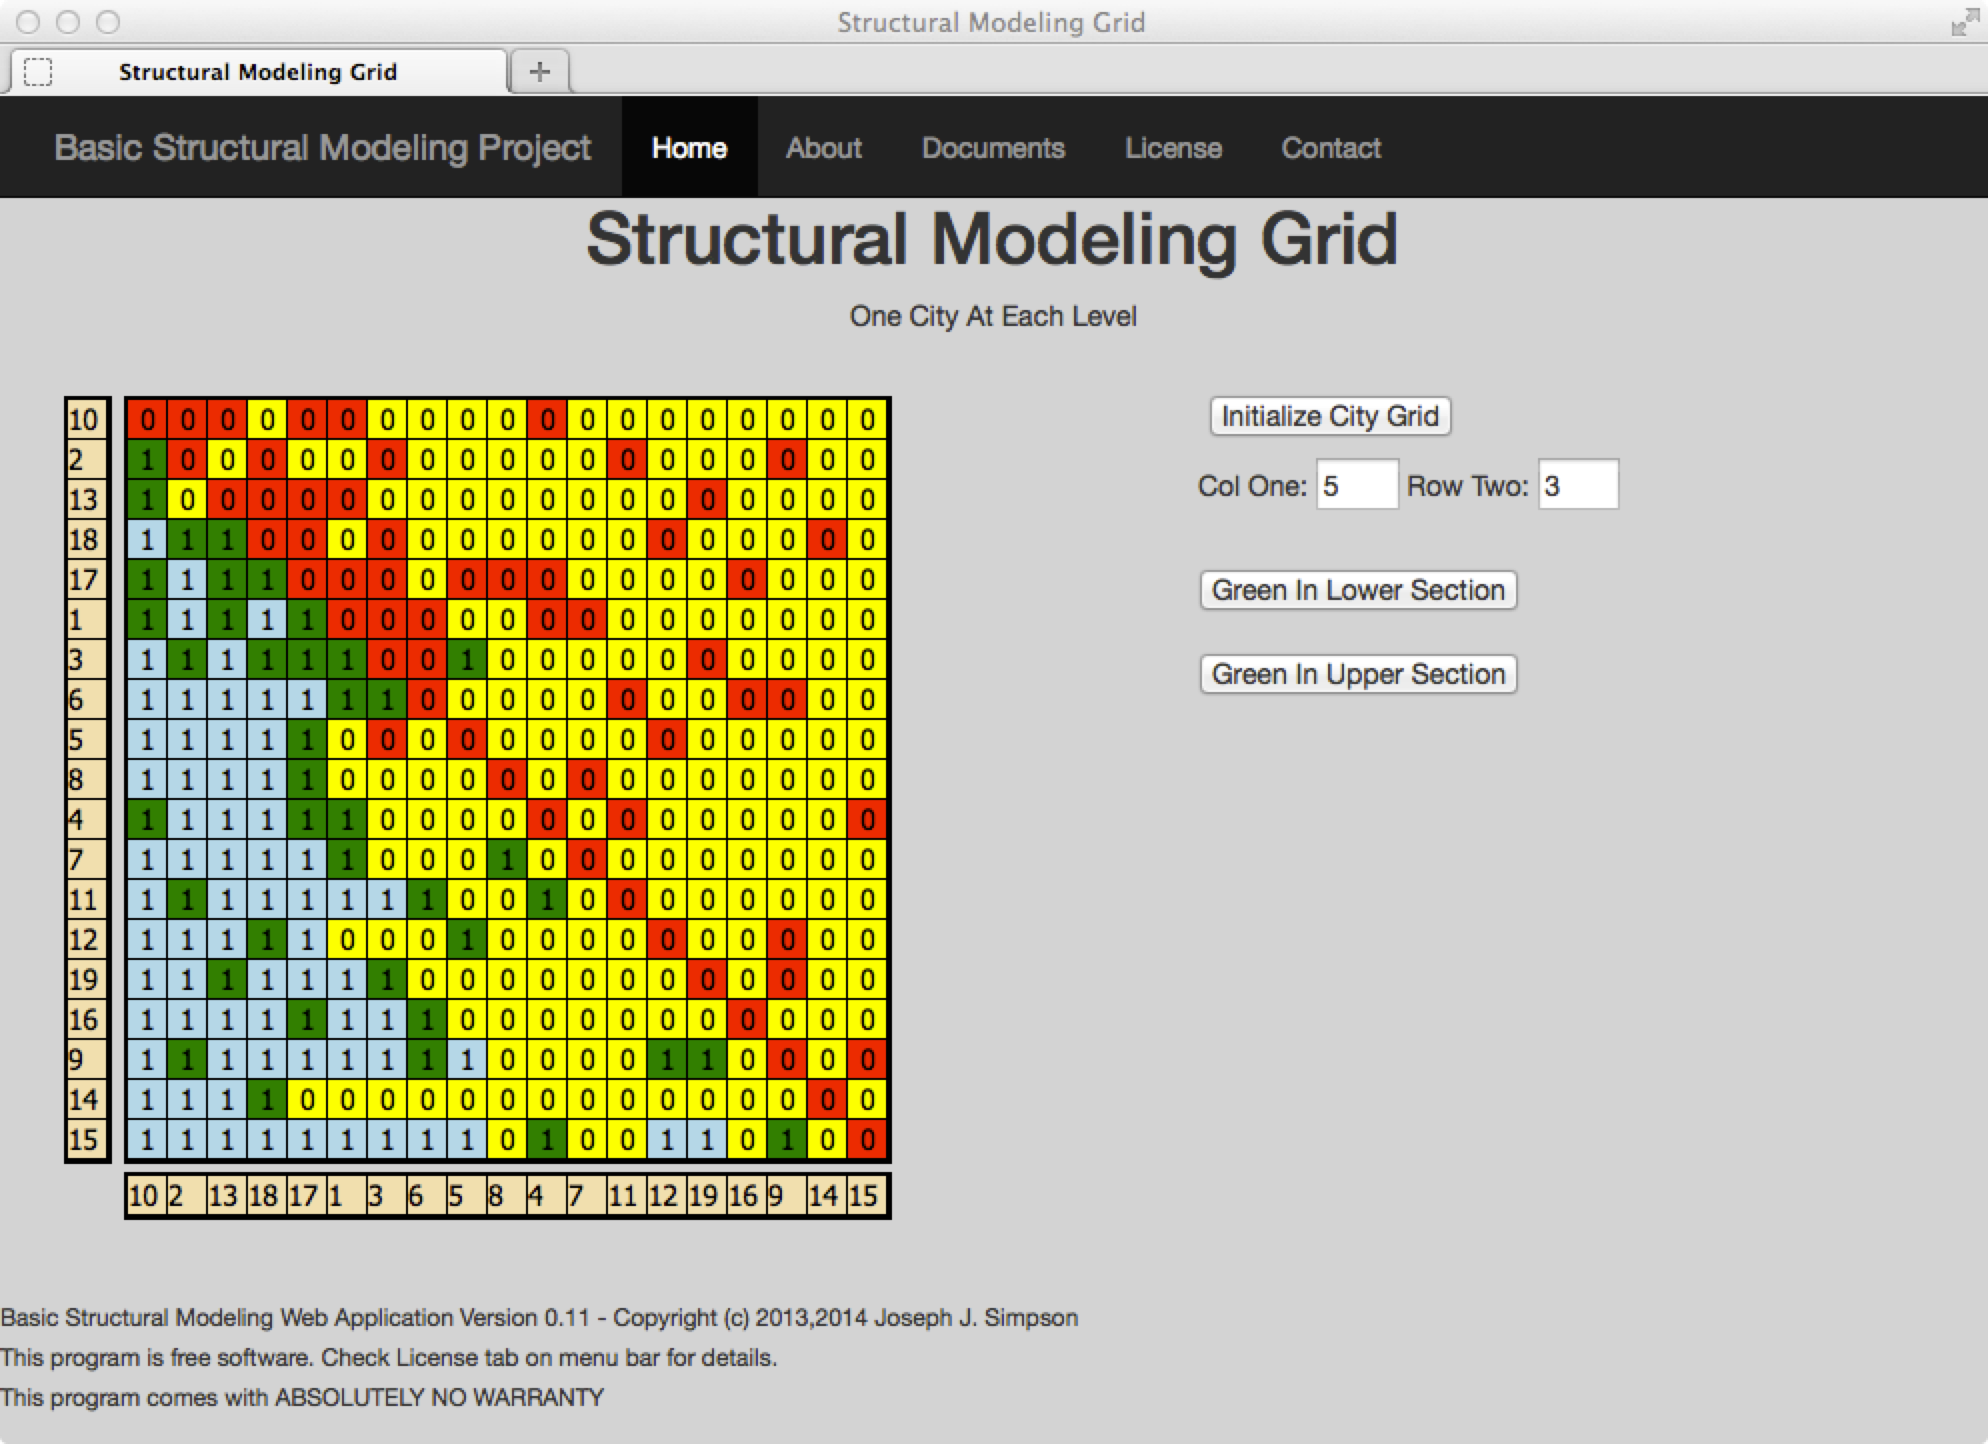 Structural Modeling Grid
Structural Modeling Grid
Basic Structural Modeling Project Home About Documents License Contact
Structural Modeling Grid
One City At Each Level
10 0 0 0 0 0 0 0 0 0 0 0 0 0 0 0 0 0 0 0 Initialize City Grid
2 1 0 0 0 0 0 0 0 0 0 0 0 0 0 0 0 0 0 0
Col One: 5 Row Two: 3
13 1 0 0 0 0 0 0 0 0 0 0 0 0 0 0 0 0 0 0
18 1 1 1 0 0 0 0 0 0 0 0 0 0 0 0 0 0 0 0
17 1 1 1 1 0 0 0 0 0 0 0 0 0 0 0 0 0 0 0 Green In Lower Section
1 1 1 1 1 1 0 0 0 0 0 0 0 0 0 0 0 0 0 0
3 1 1 1 1 1 1 0 0 1 0 0 0 0 0 0 0 0 0 0 Green In Upper Section
6 1 1 1 1 1 1 1 0 0 0 0 0 0 0 0 0 0 0 0
5 1 1 1 1 1 0 0 0 0 0 0 0 0 0 0 0 0 0 0
8 1 1 1 1 1 0 0 0 0 0 0 0 0 0 0 0 0 0 0
4 1 1 1 1 1 1 0 0 0 0 0 0 0 0 0 0 0 0 0
7 1 1 1 1 1 1 0 0 0 1 0 0 0 0 0 0 0 0 0
11 1 1 1 1 1 1 1 1 0 0 1 0 0 0 0 0 0 0 0
12 1 1 1 1 1 0 0 0 1 0 0 0 0 0 0 0 0 0 0
19 1 1 1 1 1 1 1 0 0 0 0 0 0 0 0 0 0 0 0
16 1 1 1 1 1 1 1 1 0 0 0 0 0 0 0 0 0 0 0
9 1 1 1 1 1 1 1 1 1 0 0 0 0 1 1 0 0 0 0
14 1 1 1 1 0 0 0 0 0 0 0 0 0 0 0 0 0 0 0
15 1 1 1 1 1 1 1 1 1 0 1 0 0 1 1 0 1 0 0
10 2 13 18 17 1 3 6 5 8 4 7 11 12 19 16 9 14 15
Basic Structural Modeling Web Application Version 0.11 - Copyright (c) 2013,2014 Joseph J. Simpson
This program is free software. Check License tab on menu bar for details.
This program comes with ABSOLUTELY NO WARRANTY